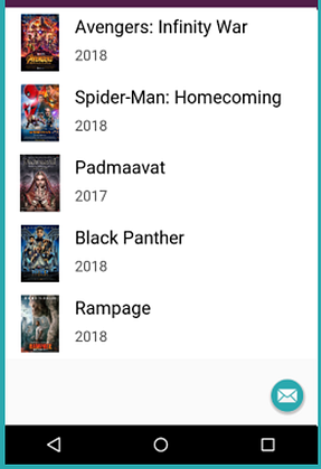 Avengers: Infinity War
2018
Spider-Man: Homecoming
2018
Padmaavat
2017
Black Panther
2018
Rampage
2018